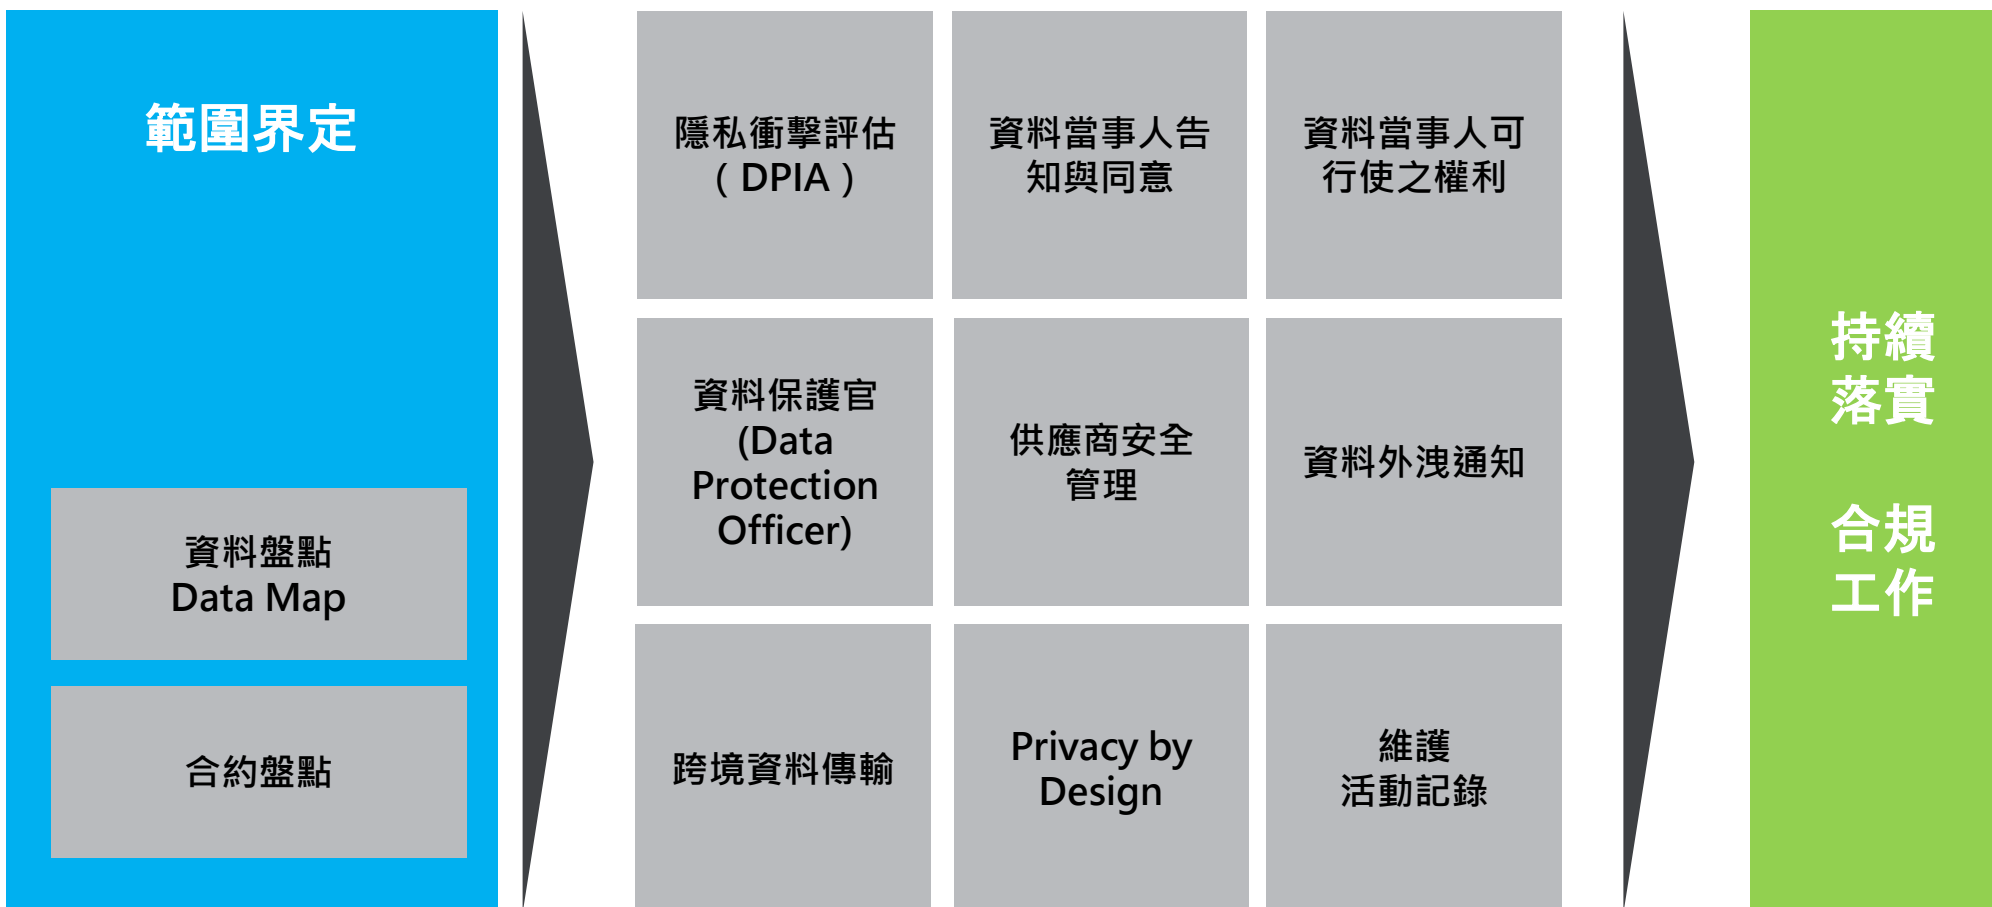 範圍界定
資料盤點
Data Map
合約盤點
隱私衝擊評估
（DPIA）
資料當事人告
知與同意
資料當事人可
行使之權利
資料保護官
(Data
Protection
Officer)
供應商安全
管理
資料外洩通知
跨境資料傳輸
Privacy by
Design
維護
活動記錄
持續
落實
合規
工作